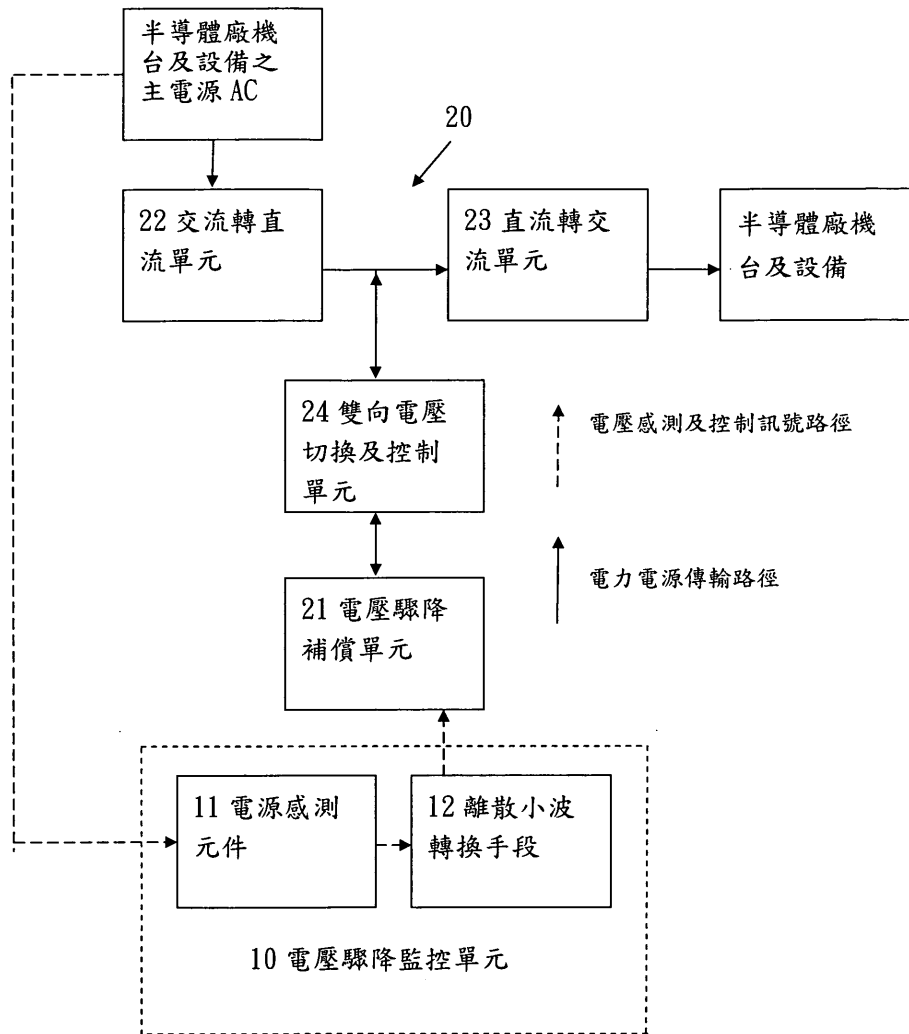 半導體廠機
台及設備之
主電源 AC
20
22 交流轉直
流單元
23 直流轉交
流單元
半導體廠機
台及設備
24 雙向電壓
切換及控制
單元
電壓感測及控制訊號路徑
21 電壓驟降
補償單元
電力電源傳輸路徑
11 電源感測
元件
12 離散小波
轉換手段
10 電壓驟降監控單元